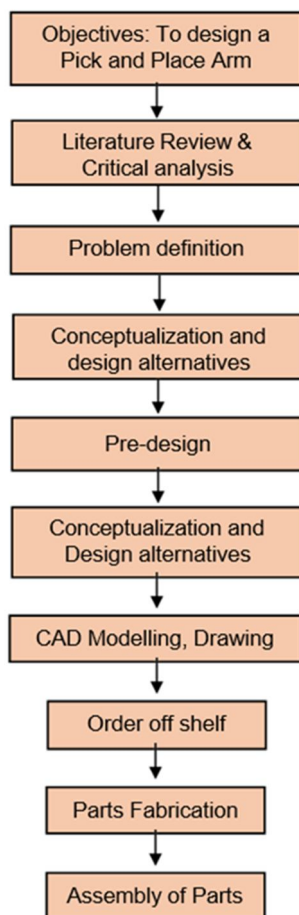 Objectives: To design a
Pick and Place Arm
Literature Review &
Critical analysis
Problem definition
Conceptualization and
design alternatives
Pre-design
Conceptualization and
Design alternatives
CAD Modelling, Drawing
Order off shelf
Parts Fabrication
Assembly of Parts